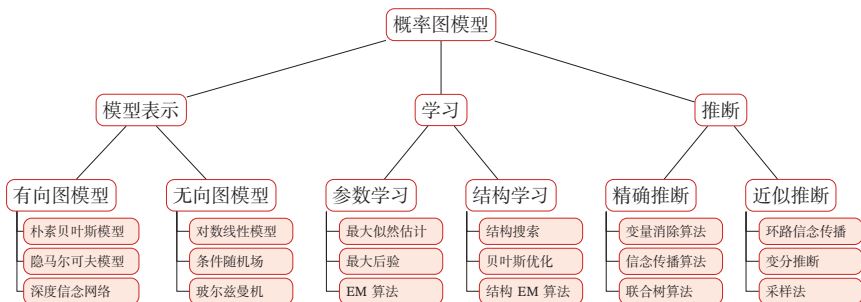 概率图模型
模型表示
学习
推断
有向图模型
无向图模型
参数学习
结构学习
精确推断
近似推断
朴素贝叶斯模型
对数线性模型
最大似然估计
结构搜索
变量消除算法
环路信念传播
隐马尔可夫模型
条件随机场
最大后验
贝叶斯优化
信念传播算法
变分推断
深度信念网络
玻尔兹曼机
EM 算法
结构 EM 算法
联合树算法
采样法